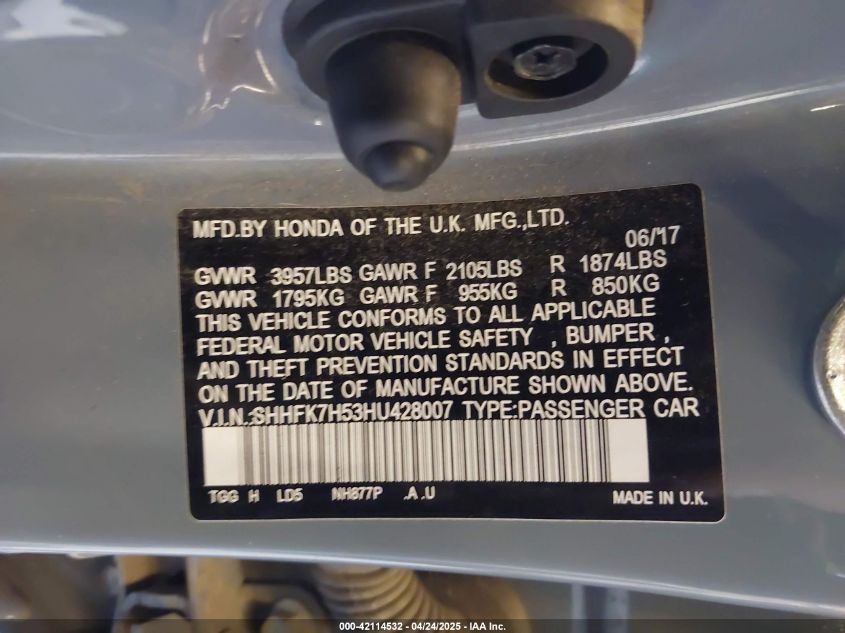 MFD.BY HONDA OF THE U.K. MFG.,LTD.
06/17
GVWR 3957LBS GAWR F 2105LBS R 1874LBS
GVWR 1795KG GAWR F 955KG R 850KG
THIS VEHICLE CONFORMS TO ALL APPLICABLE
FEDERAL MOTOR VEHICLE SAFETY , BUMPER ,
AND THEFT PREVENTION STANDARDS IN EFFECT
ON THE DATE OF MANUFACTURE SHOWN ABOVE.
V.I.N.:SHHFK7H53HU428007 TYPE:PASSENGER CAR
TGG H LD5 NH877P .A .U MADE IN U.K.
000-42114532 - 04/24/2025 - IAA Inc.